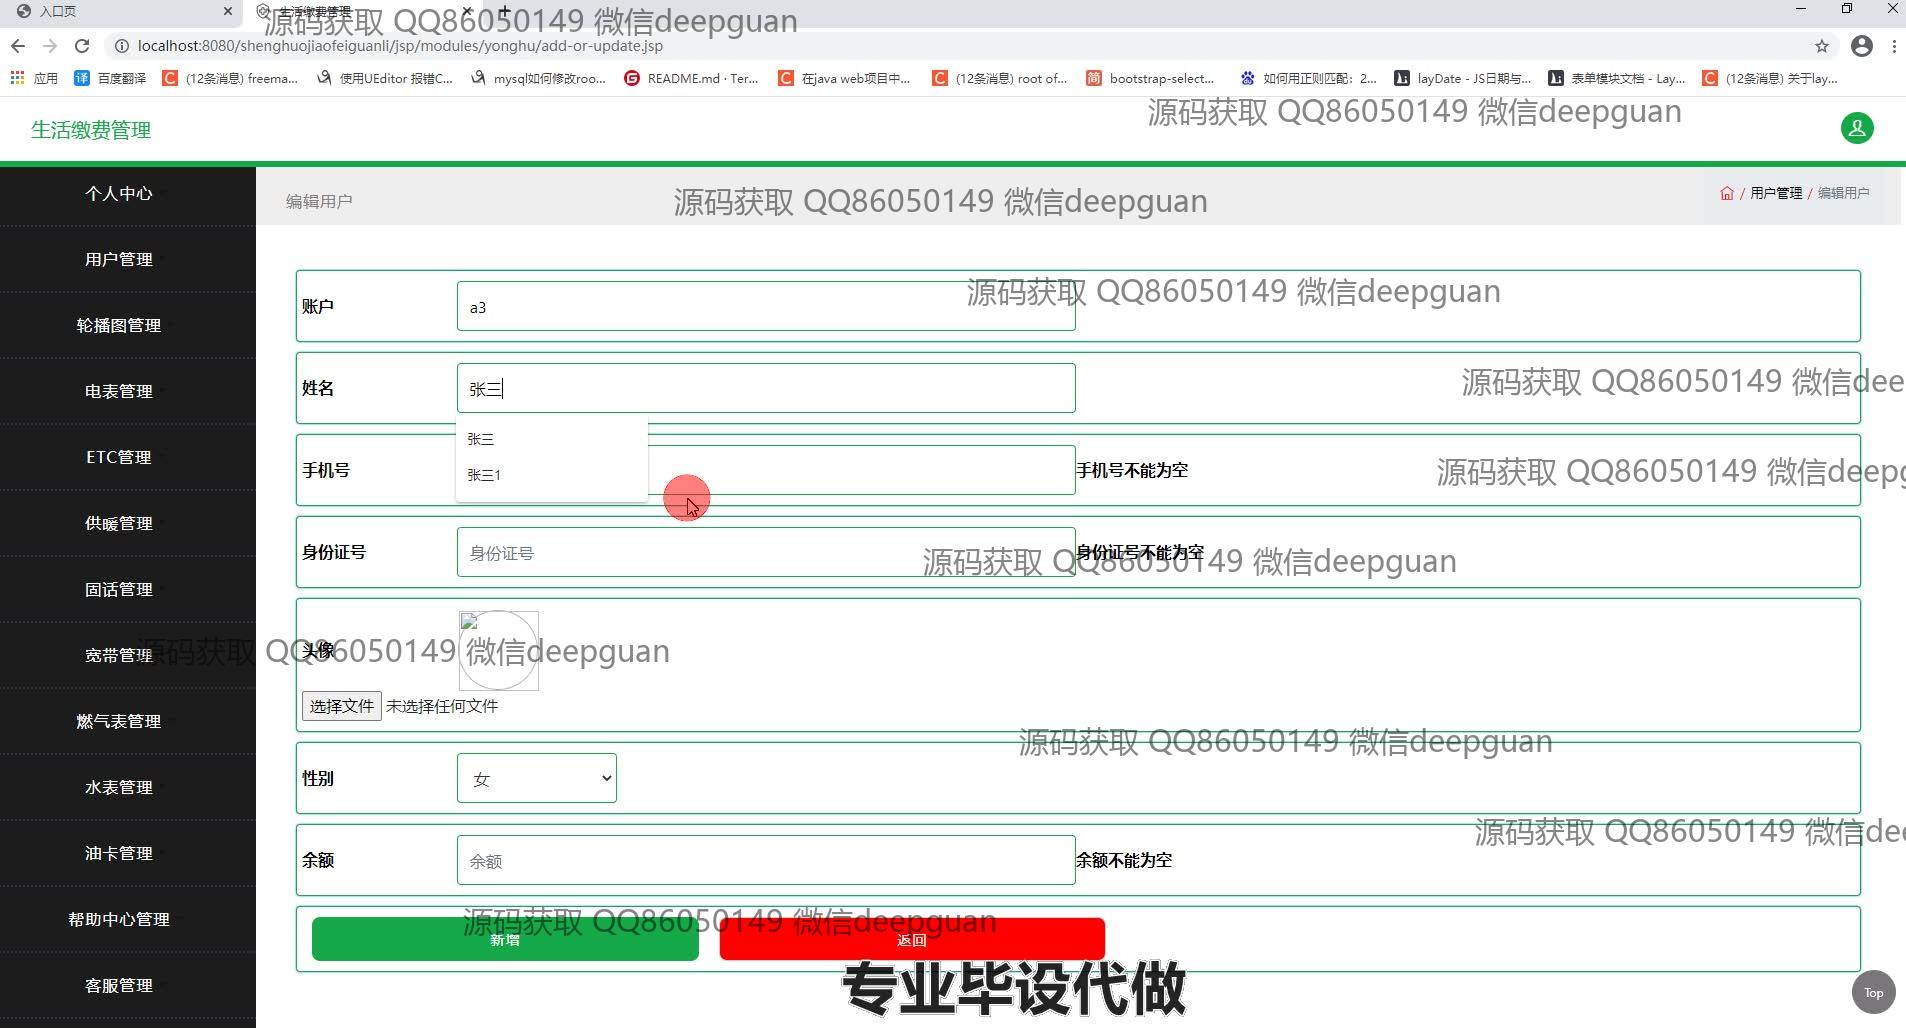 入口页
生活缴费管理
源码获取 QQ86050149 微信deepguan
localhost:8080/shenghuojiaofeiguanli/jsp/modules/yonghu/add-or-update.jsp
应用
百度翻译
(12条消息) freema...
使用UEditor 报错C...
mysql如何修改roo...
README.md · Ter...
在java web项目中...
(12条消息) root of...
bootstrap-select...
如何用正则匹配：2...
layDate - JS日期与...
表单模块文档 - Lay...
(12条消息) 关于lay...
源码获取 QQ86050149 微信deepguan
生活缴费管理
个人中心
编辑用户
源码获取 QQ86050149 微信deepguan
/ 用户管理 / 编辑用户
用户管理
轮播图管理
电表管理
ETC管理
供暖管理
固话管理
宽带管理
燃气表管理
水表管理
油卡管理
帮助中心管理
客服管理
账户
a3
源码获取 QQ86050149 微信deepguan
姓名
张三
源码获取 QQ86050149 微信dee
张三
张三1
手机号
手机号不能为空
源码获取 QQ86050149 微信deepg
身份证号
身份证号
身份证号不能为空
源码获取 QQ86050149 微信deepguan
头像
源码获取 QQ86050149 微信deepguan
选择文件 未选择任何文件
源码获取 QQ86050149 微信deepguan
性别
女
源码获取 QQ86050149 微信dee
余额
余额
余额不能为空
源码获取 QQ86050149 微信deepguan
新增
返回
专业毕设代做
Top